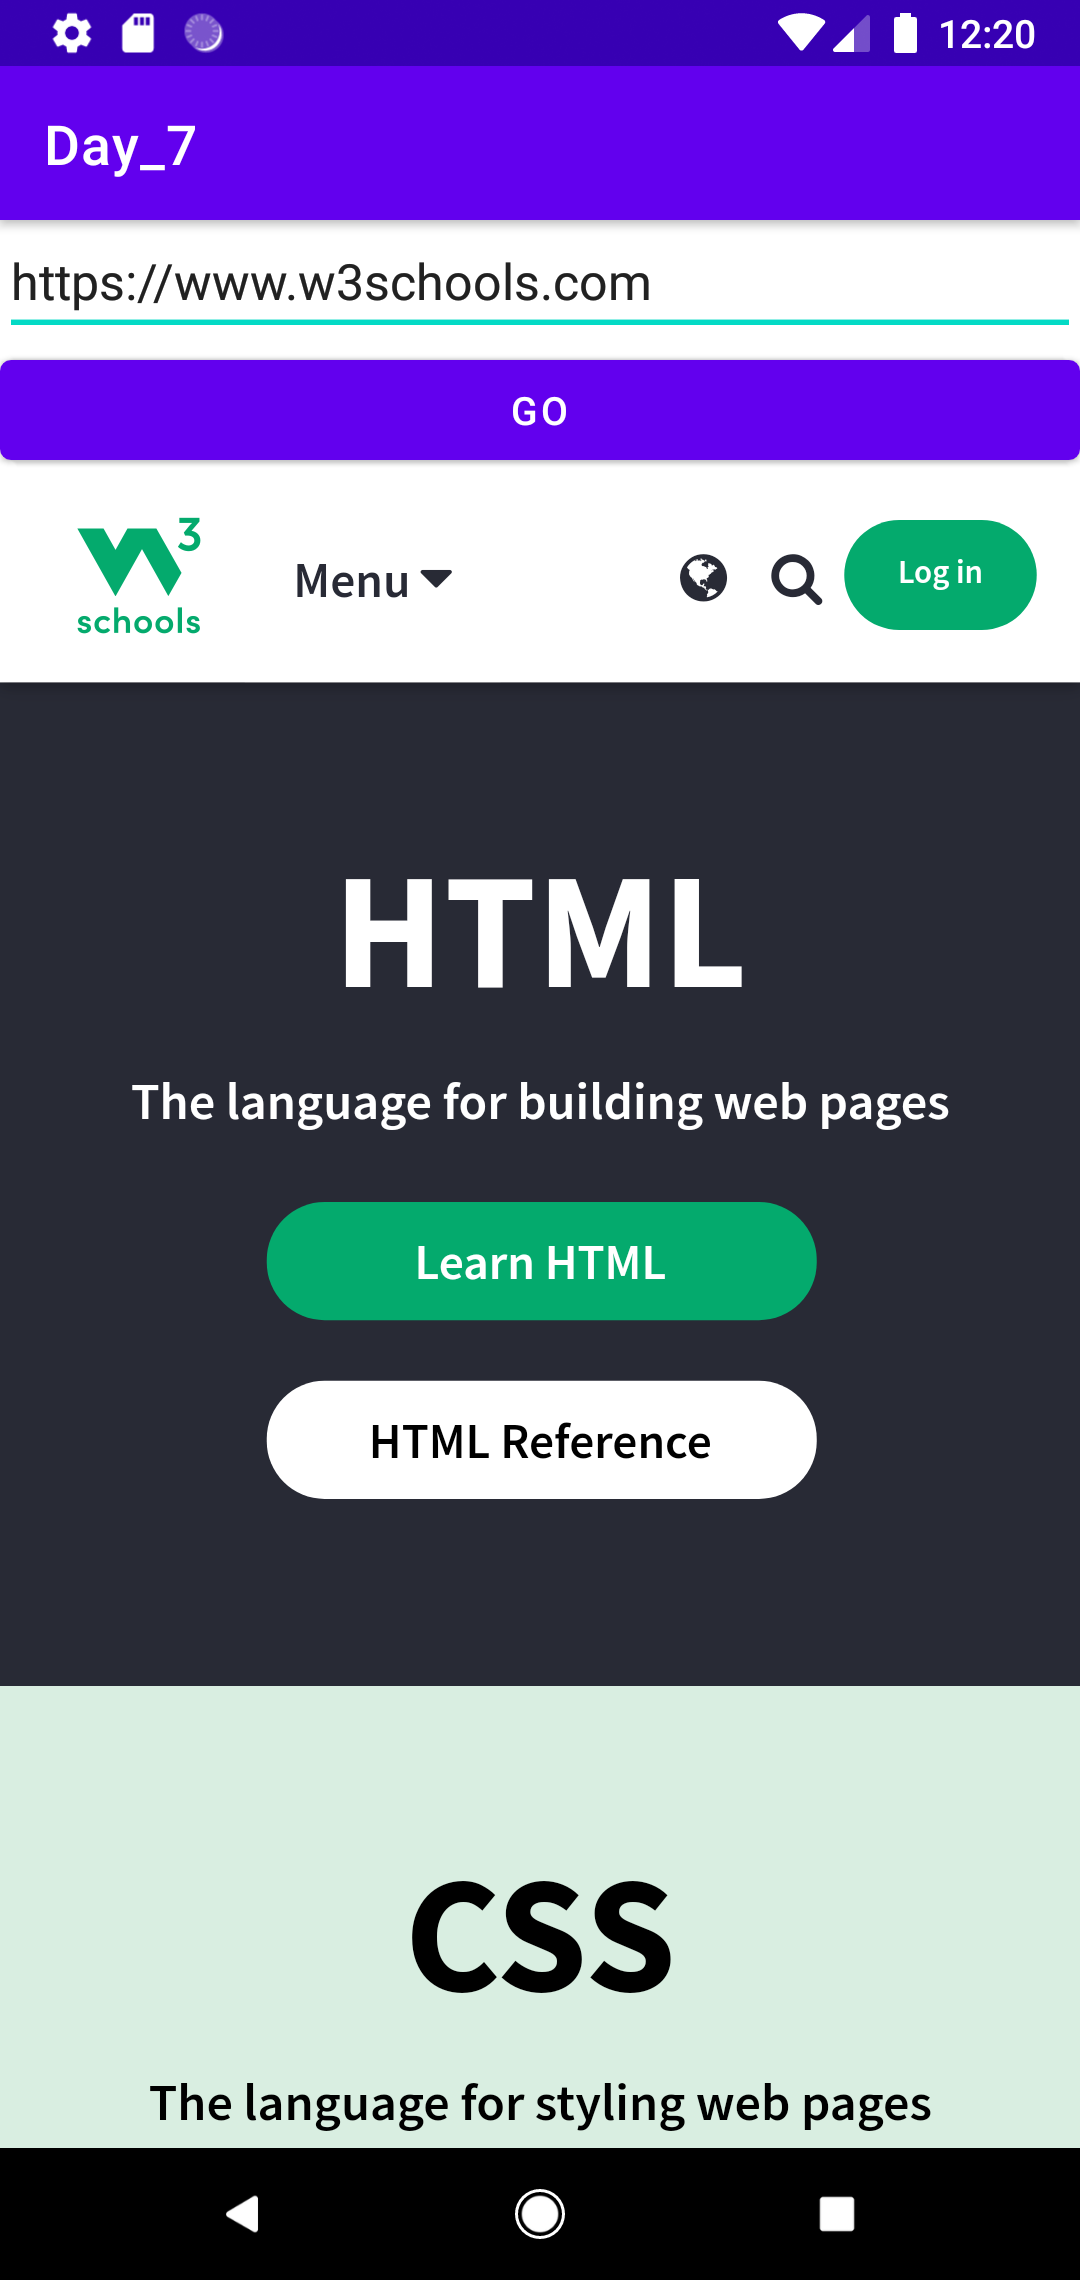 12:20
Day_7
https://www.w3schools.com
GO
W3
schools
Menu
Log in
HTML
The language for building web pages
Learn HTML
HTML Reference
CSS
The language for styling web pages